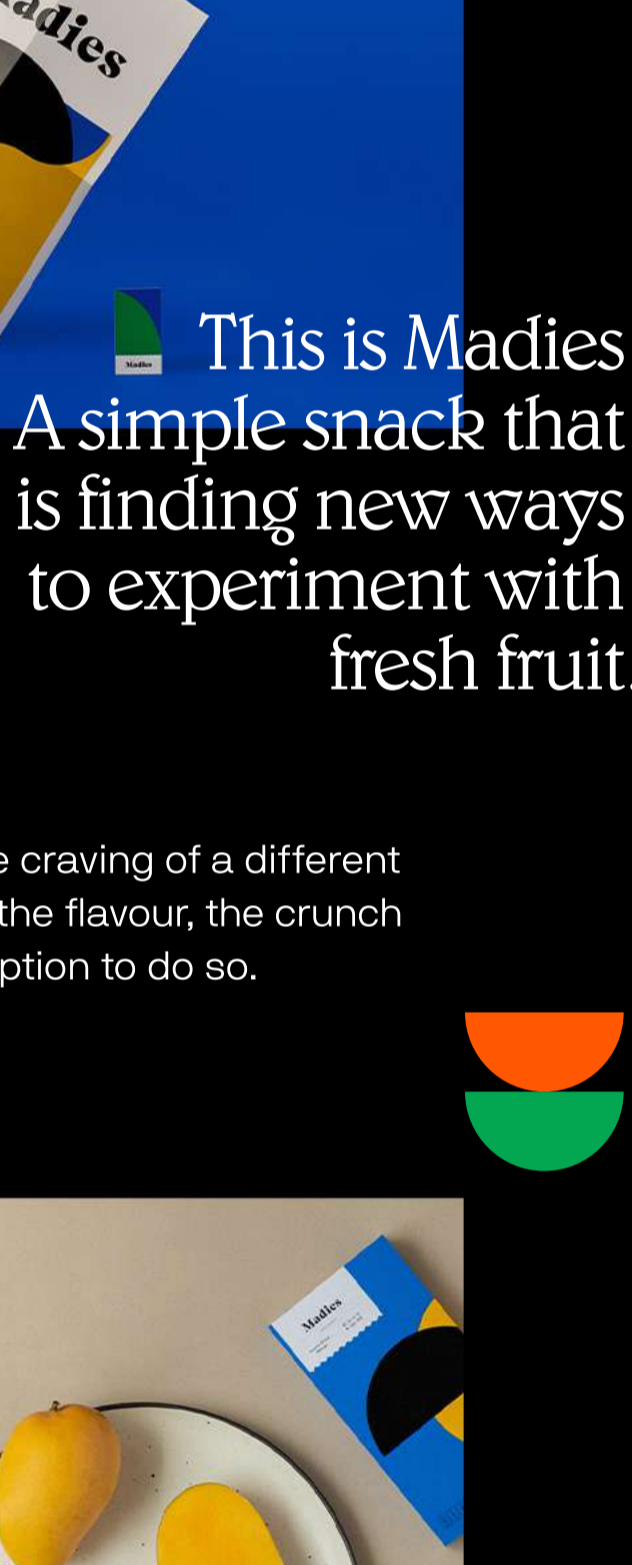 adies
Madies
This is Madies
A simple snack that
is finding new ways
to experiment with
fresh fruit.
e craving of a different
the flavour, the crunch
ption to do so.
Madies